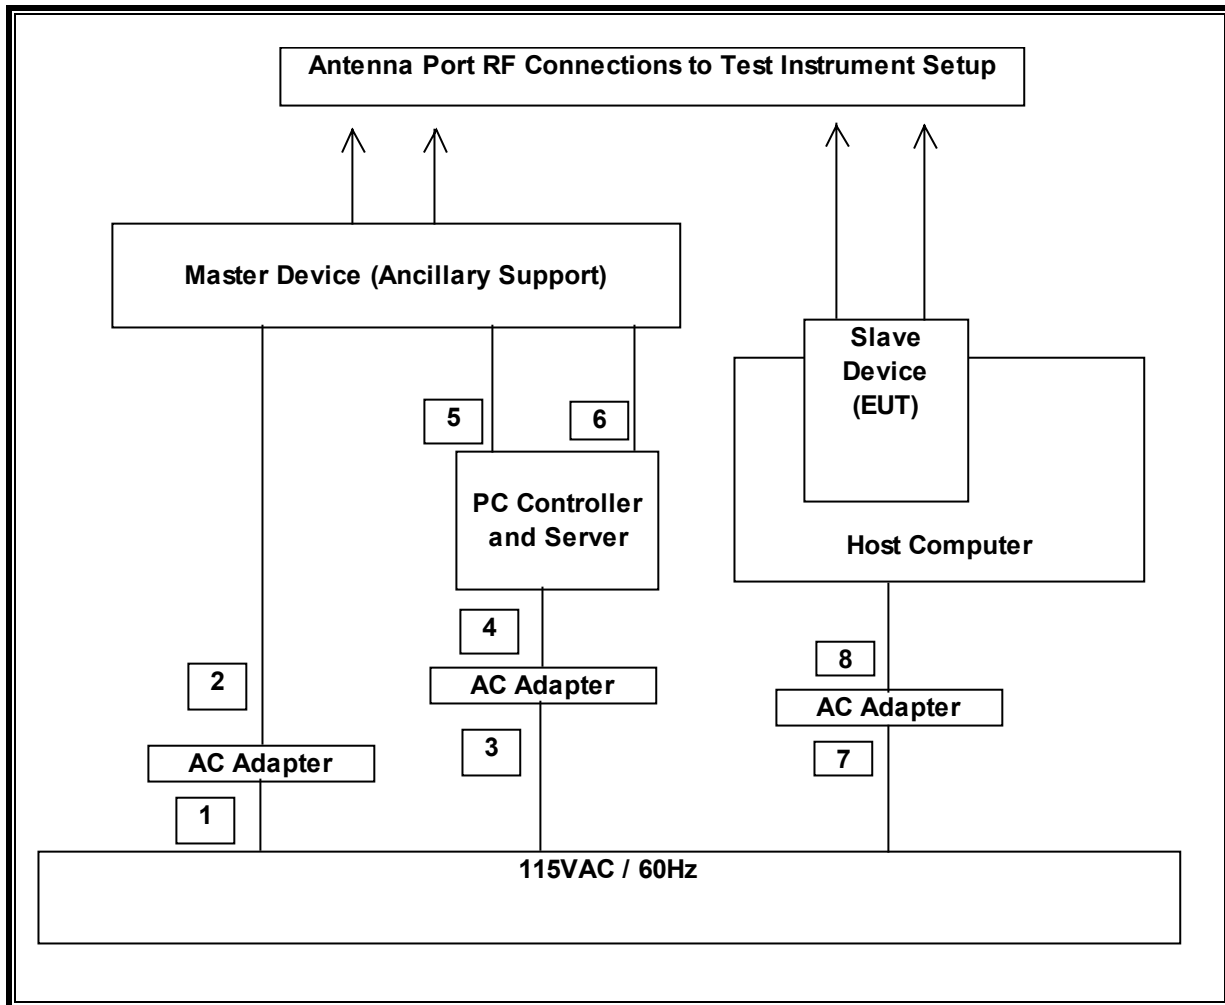 Antenna Port RF Connections to Test Instrument Setup
Master Device (Ancillary Support)
Slave
Device
(EUT)
5
6
PC Controller
and Server
Host Computer
4
8
2
AC Adapter
AC Adapter
3
7
AC Adapter
1
115VAC / 60Hz